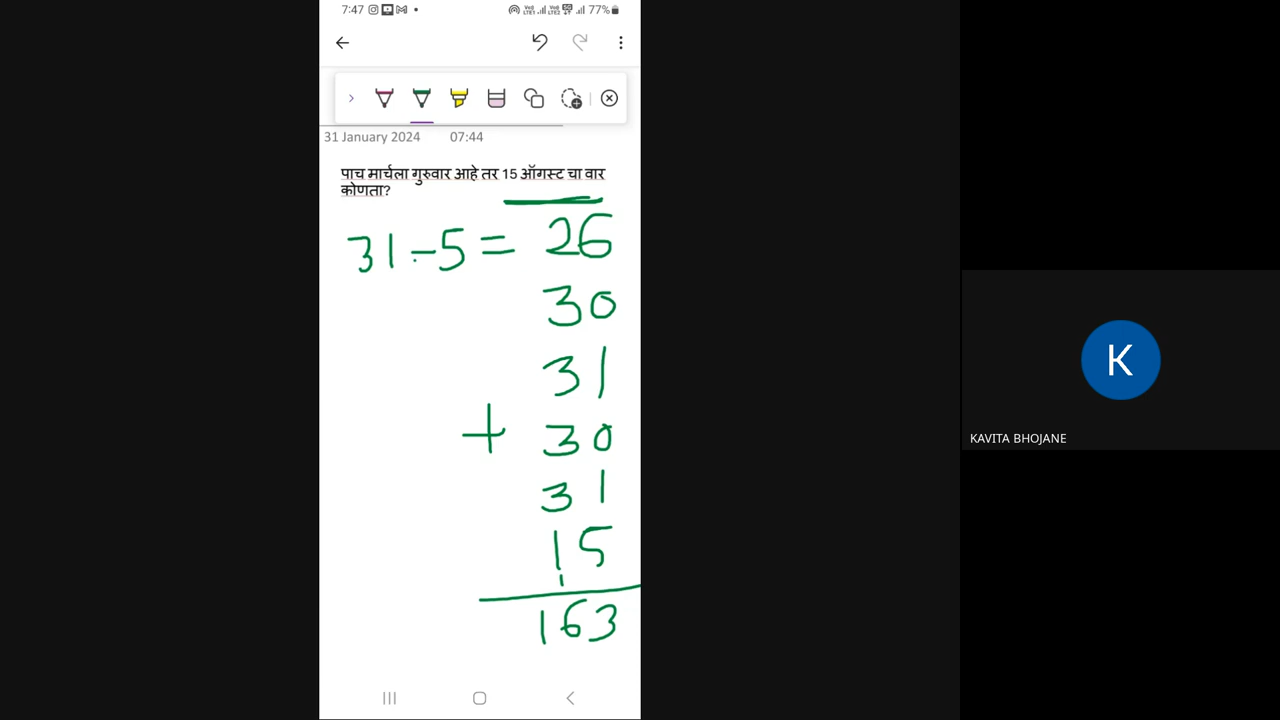 7:47 77%
31 January 2024 07:44
पाच मार्चला गुरुवार आहे तर 15 ऑगस्ट चा वार
कोणता?
31-5= 26
30
31
+ 30
31
15
1
163
K
KAVITA BHOJANE